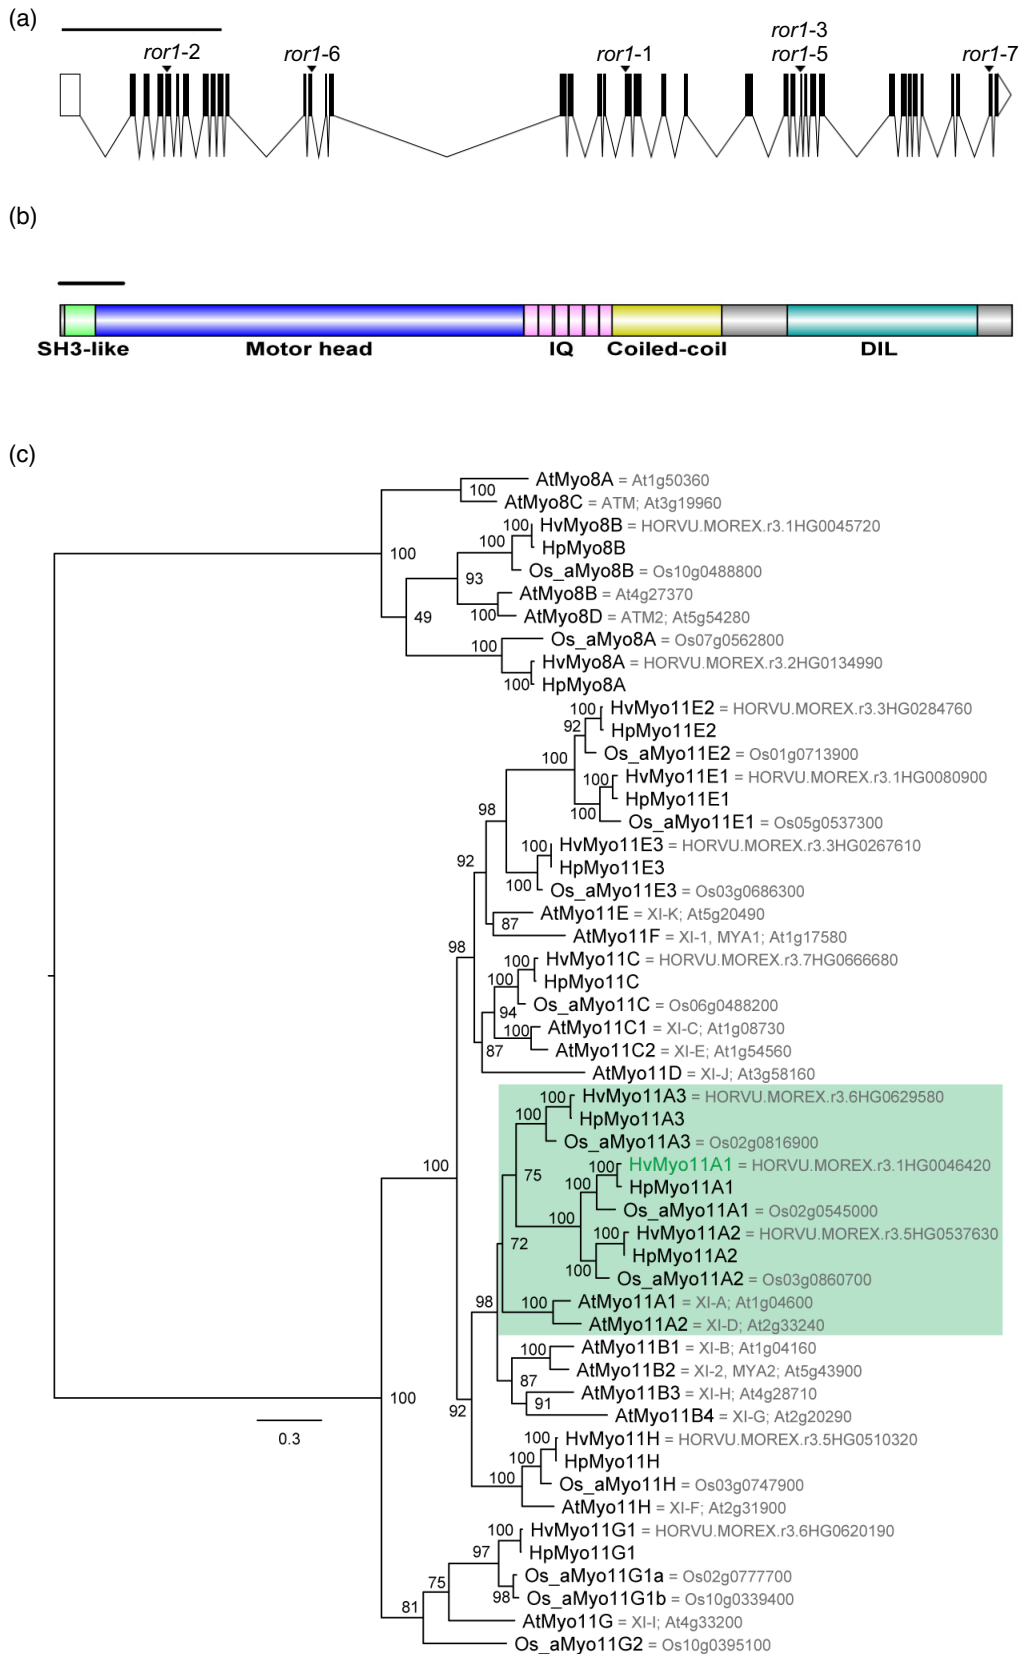 (a)
ror1-3
ror1-2 ror1-6 ror1-1 ror1-5 ror1-7
(b)
SH3-like Motor head IQ Coiled-coil DIL
(c)
AtMyo8A = At1g50360
100
AtMyo8C = ATM; At3g19960
100 HvMyo8B = HORVU.MOREX.r3.1HG0045720
100 HpMyo8B
100
Os_aMyo8B = Os10g0488800
93
AtMyo8B = At4g27370
100 AtMyo8D = ATM2; At5g54280
49
Os_aMyo8A = Os07g0562800
100
HvMyo8A = HORVU.MOREX.r3.2HG0134990
100 HpMyo8A
100 HvMyo11E2 = HORVU.MOREX.r3.3HG0284760
92 HpMyo11E2
Os_aMyo11E2 = Os01g0713900
100
100 HvMyo11E1 = HORVU.MOREX.r3.1HG0080900
HpMyo11E1
100 Os_aMyo11E1 = Os05g0537300
98
100 HvMyo11E3 = HORVU.MOREX.r3.3HG0267610
92 HpMyo11E3
100 Os_aMyo11E3 = Os03g0686300
AtMyo11E = XI-K; At5g20490
87
AtMyo11F = XI-1, MYA1; At1g17580
98
100 HvMyo11C = HORVU.MOREX.r3.7HG0666680
100 HpMyo11C
Os_aMyo11C = Os06g0488200
94
100 AtMyo11C1 = XI-C; At1g08730
87 AtMyo11C2 = XI-E; At1g54560
AtMyo11D = XI-J; At3g58160
100 HvMyo11A3 = HORVU.MOREX.r3.6HG0629580
100 HpMyo11A3
Os_aMyo11A3 = Os02g0816900
100 75 100 HvMyo11A1 = HORVU.MOREX.r3.1HG0046420
100 HpMyo11A1
Os_aMyo11A1 = Os02g0545000
100
72 100 HvMyo11A2 = HORVU.MOREX.r3.5HG0537630
HpMyo11A2
100 Os_aMyo11A2 = Os03g0860700
98 100 AtMyo11A1 = XI-A; At1g04600
AtMyo11A2 = XI-D; At2g33240
100 AtMyo11B1 = XI-B; At1g04160
AtMyo11B2 = XI-2, MYA2; At5g43900
87
AtMyo11B3 = XI-H; At4g28710
100 91
92 AtMyo11B4 = XI-G; At2g20290
0.3
100 HvMyo11H = HORVU.MOREX.r3.5HG0510320
100 HpMyo11H
100 Os_aMyo11H = Os03g0747900
AtMyo11H = XI-F; At2g31900
100 HvMyo11G1 = HORVU.MOREX.r3.6HG0620190
97 HpMyo11G1
Os_aMyo11G1a = Os02g0777700
75
98 Os_aMyo11G1b = Os10g0339400
81
AtMyo11G = XI-I; At4g33200
Os_aMyo11G2 = Os10g0395100